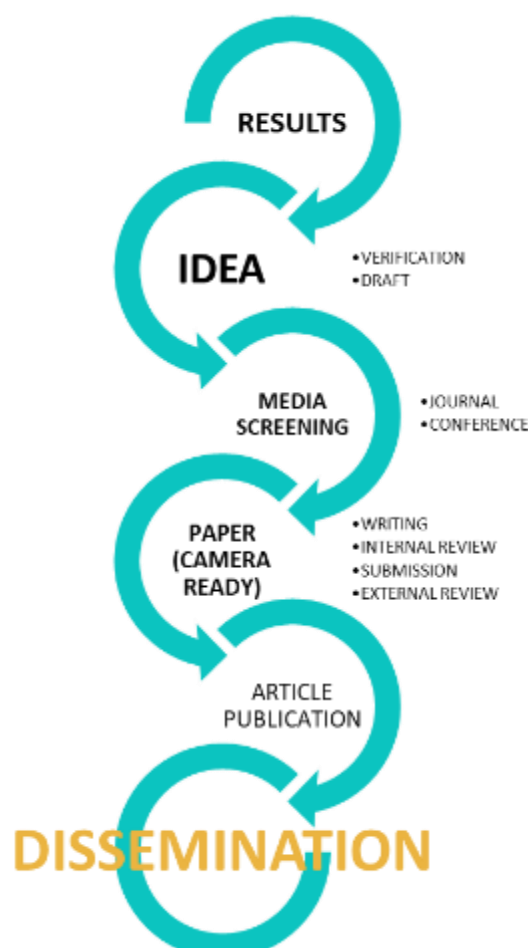 RESULTS
IDEA
•VERIFICATION
•DRAFT
MEDIA
SCREENING
•JOURNAL
•CONFERENCE
PAPER
(CAMERA
READY)
•WRITING
•INTERNAL REVIEW
•SUBMISSION
•EXTERNAL REVIEW
ARTICLE
PUBLICATION
DISSEMINATION